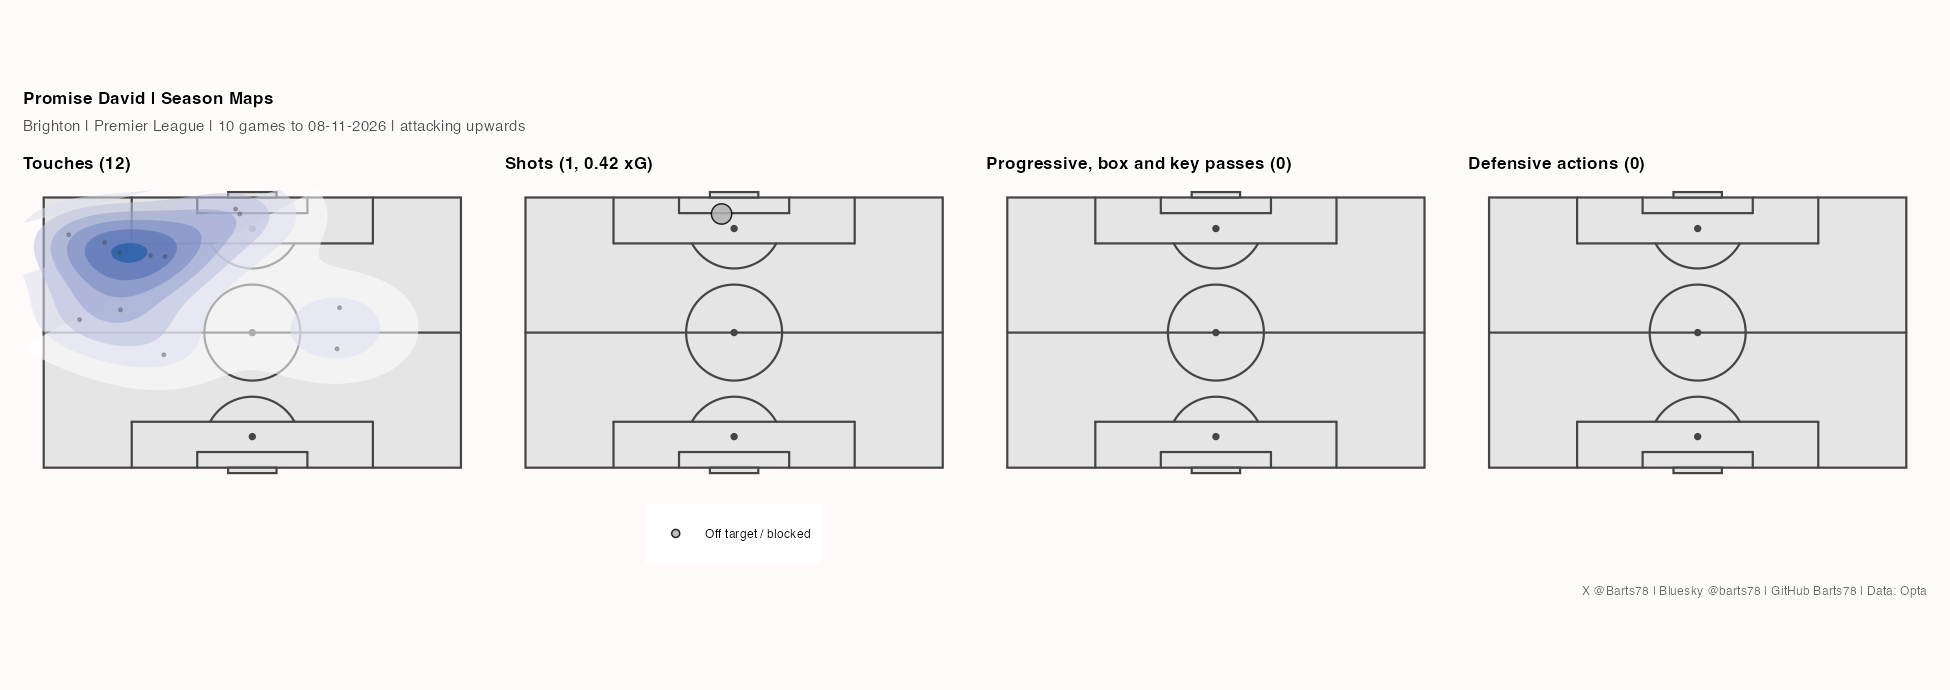 Promise David | Season Maps
Brighton | Premier League | 10 games to 08-11-2026 | attacking upwards
Touches (12)
Shots (1, 0.42 xG)
Progressive, box and key passes (0)
Defensive actions (0)
Off target / blocked
X @Barts78 | Bluesky @barts78 | GitHub Barts78 | Data: Opta